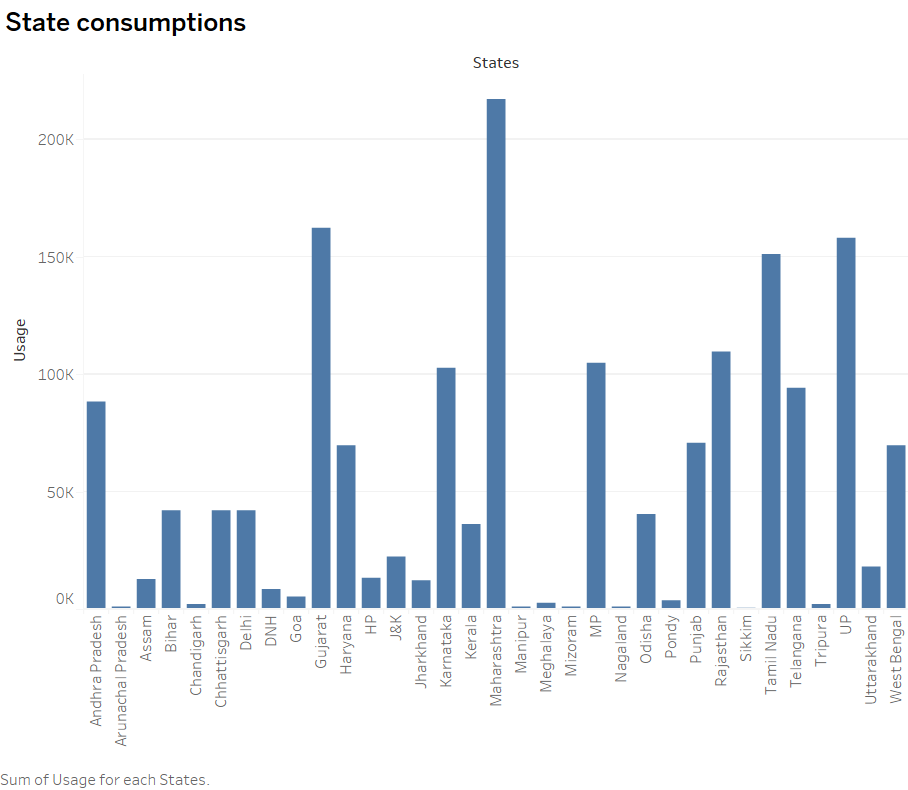 State consumptions
States
200K
150K
100K
50K
0K
Usage
Andhra Pradesh
Arunachal Pradesh
Assam
Bihar
Chandigarh
Chhattisgarh
Delhi
DNH
Goa
Gujarat
Haryana
HP
J&K
Jharkhand
Karnataka
Kerala
Maharashtra
Manipur
Meghalaya
Mizoram
MP
Nagaland
Odisha
Pondy
Punjab
Rajasthan
Sikkim
Tamil Nadu
Telangana
Tripura
UP
Uttarakhand
West Bengal
Sum of Usage for each States.